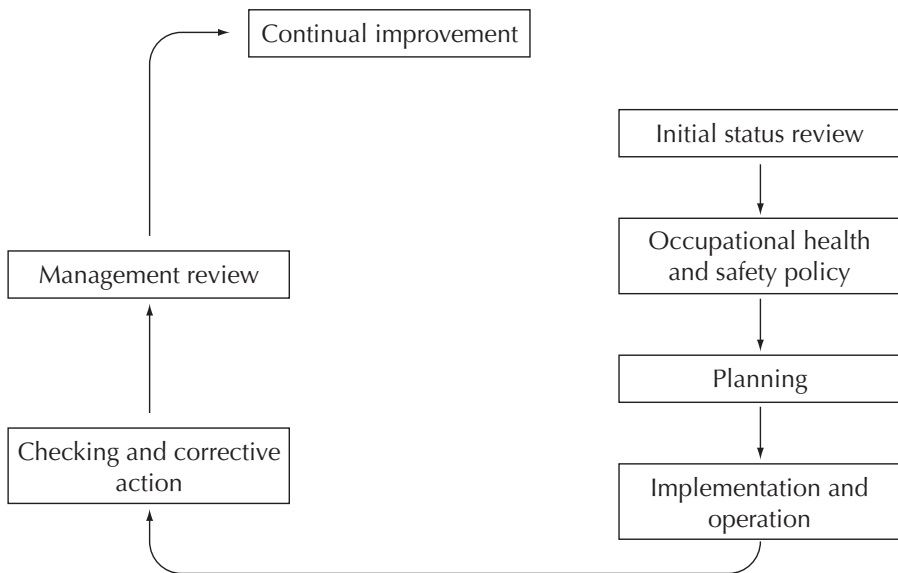 Continual improvement
Initial status review
Occupational health
and safety policy
Management review
Planning
Checking and corrective
action
Implementation and
operation